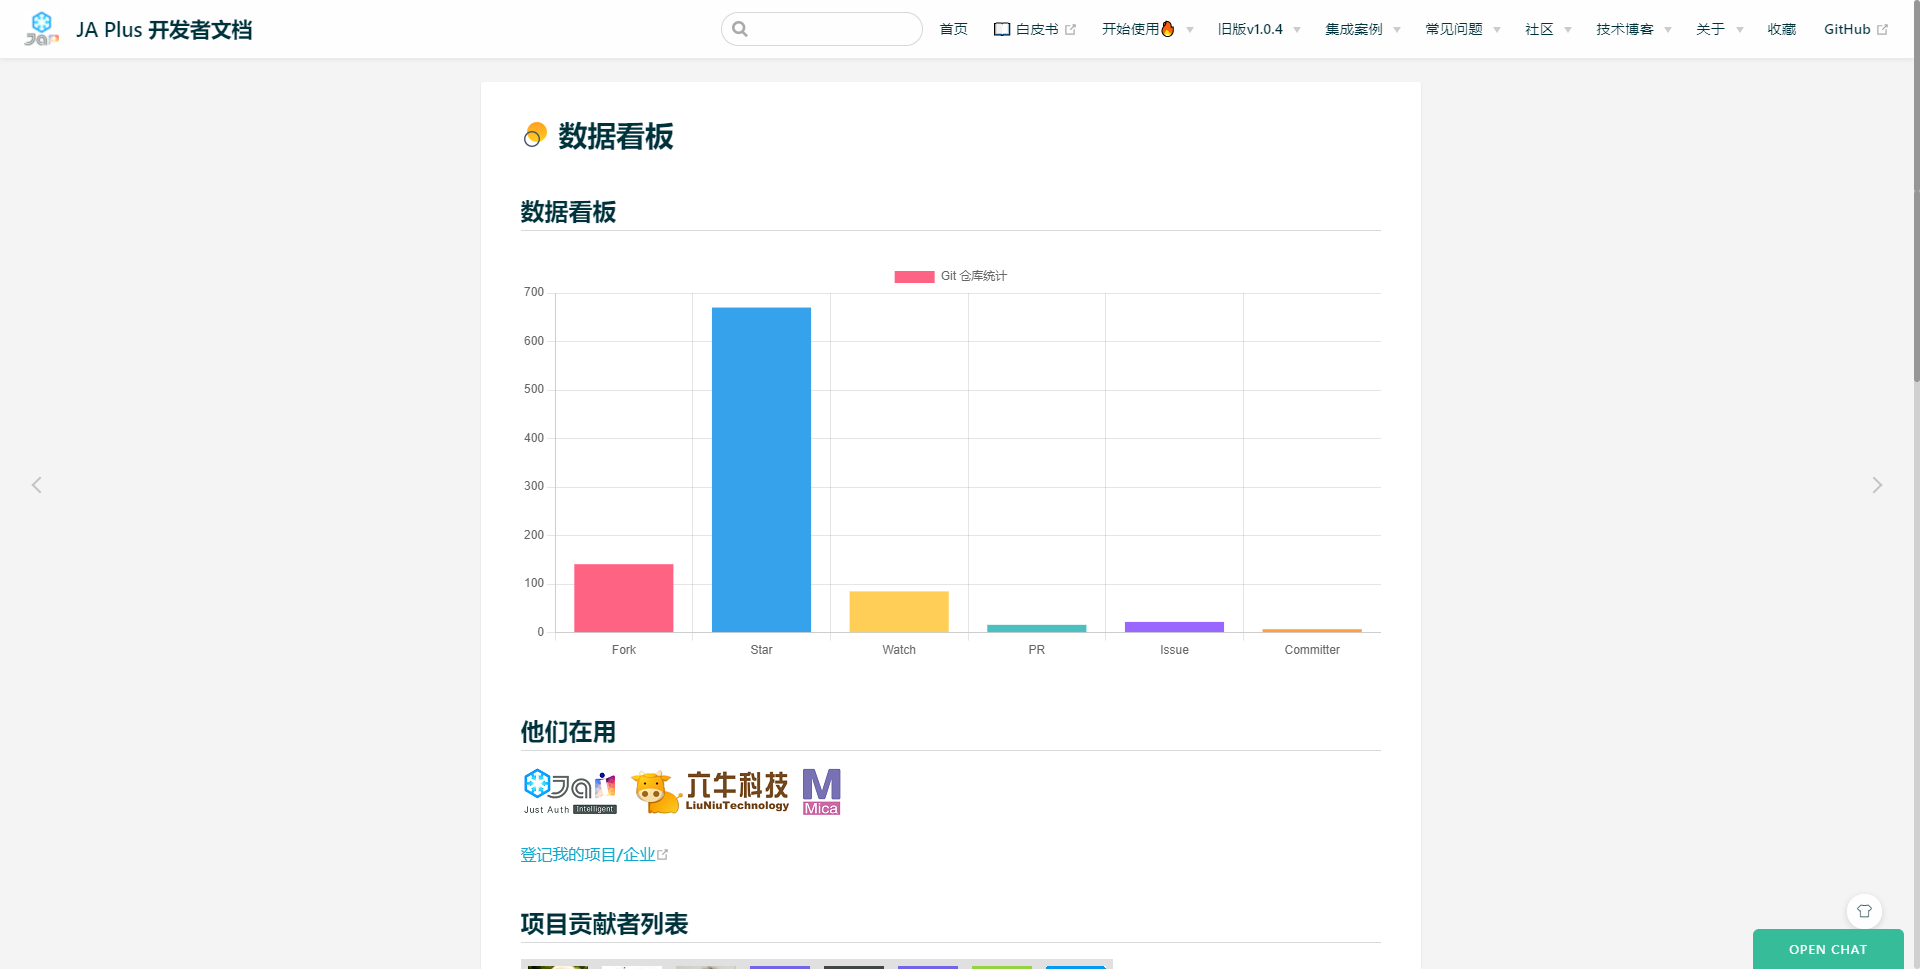 JA Plus 开发者文档
首页 白皮书 开始使用🔥 旧版v1.0.4 集成案例 常见问题 社区 技术博客 关于 收藏 GitHub
数据看板
数据看板
Git 仓库统计
700
600
500
400
300
200
100
0
Fork Star Watch PR Issue Committer
他们在用
Jai
Just Auth Intelligent
六牛科技
LiuNiuTechnology
M
Mica
登记我的项目/企业
项目贡献者列表
OPEN CHAT